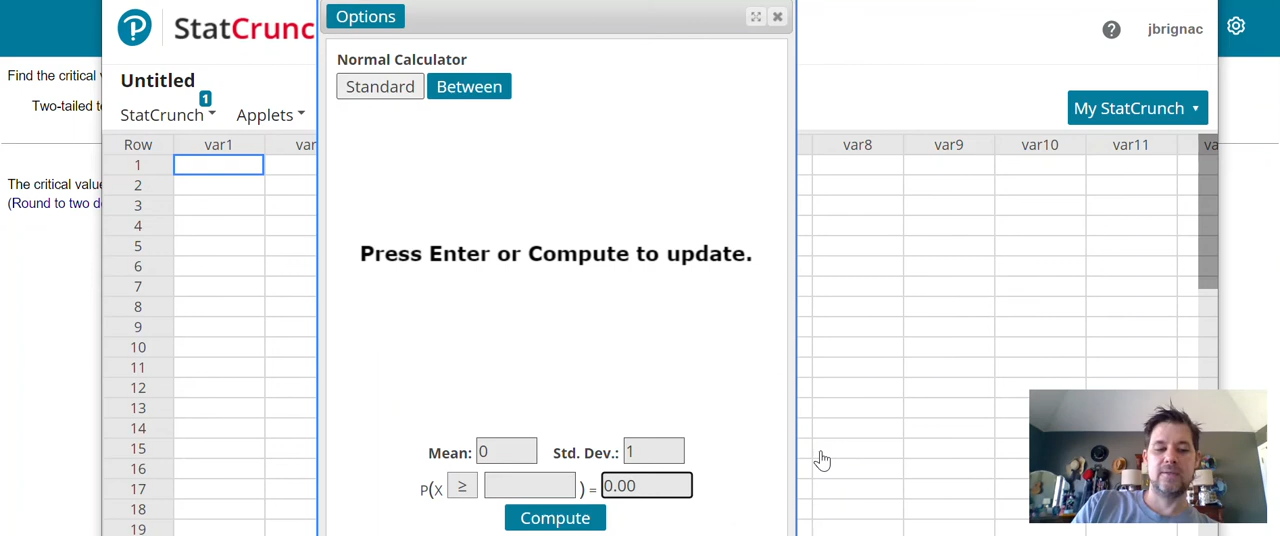 Options
StatCrunc
jbrignac
Find the critical
Normal Calculator
Untitled
Standard Between
Two-tailed
1
StatCrunch Applets
My StatCrunch
Row var1 var var8 var9 var10 var11 va
1
2
The critical value
3
(Round to two
4
5
Press Enter or Compute to update.
6
7
8
9
10
11
12
13
14
15
Mean: 0 Std. Dev.: 1
16
P(X ≥ ) = 0.00
17
18
Compute
19